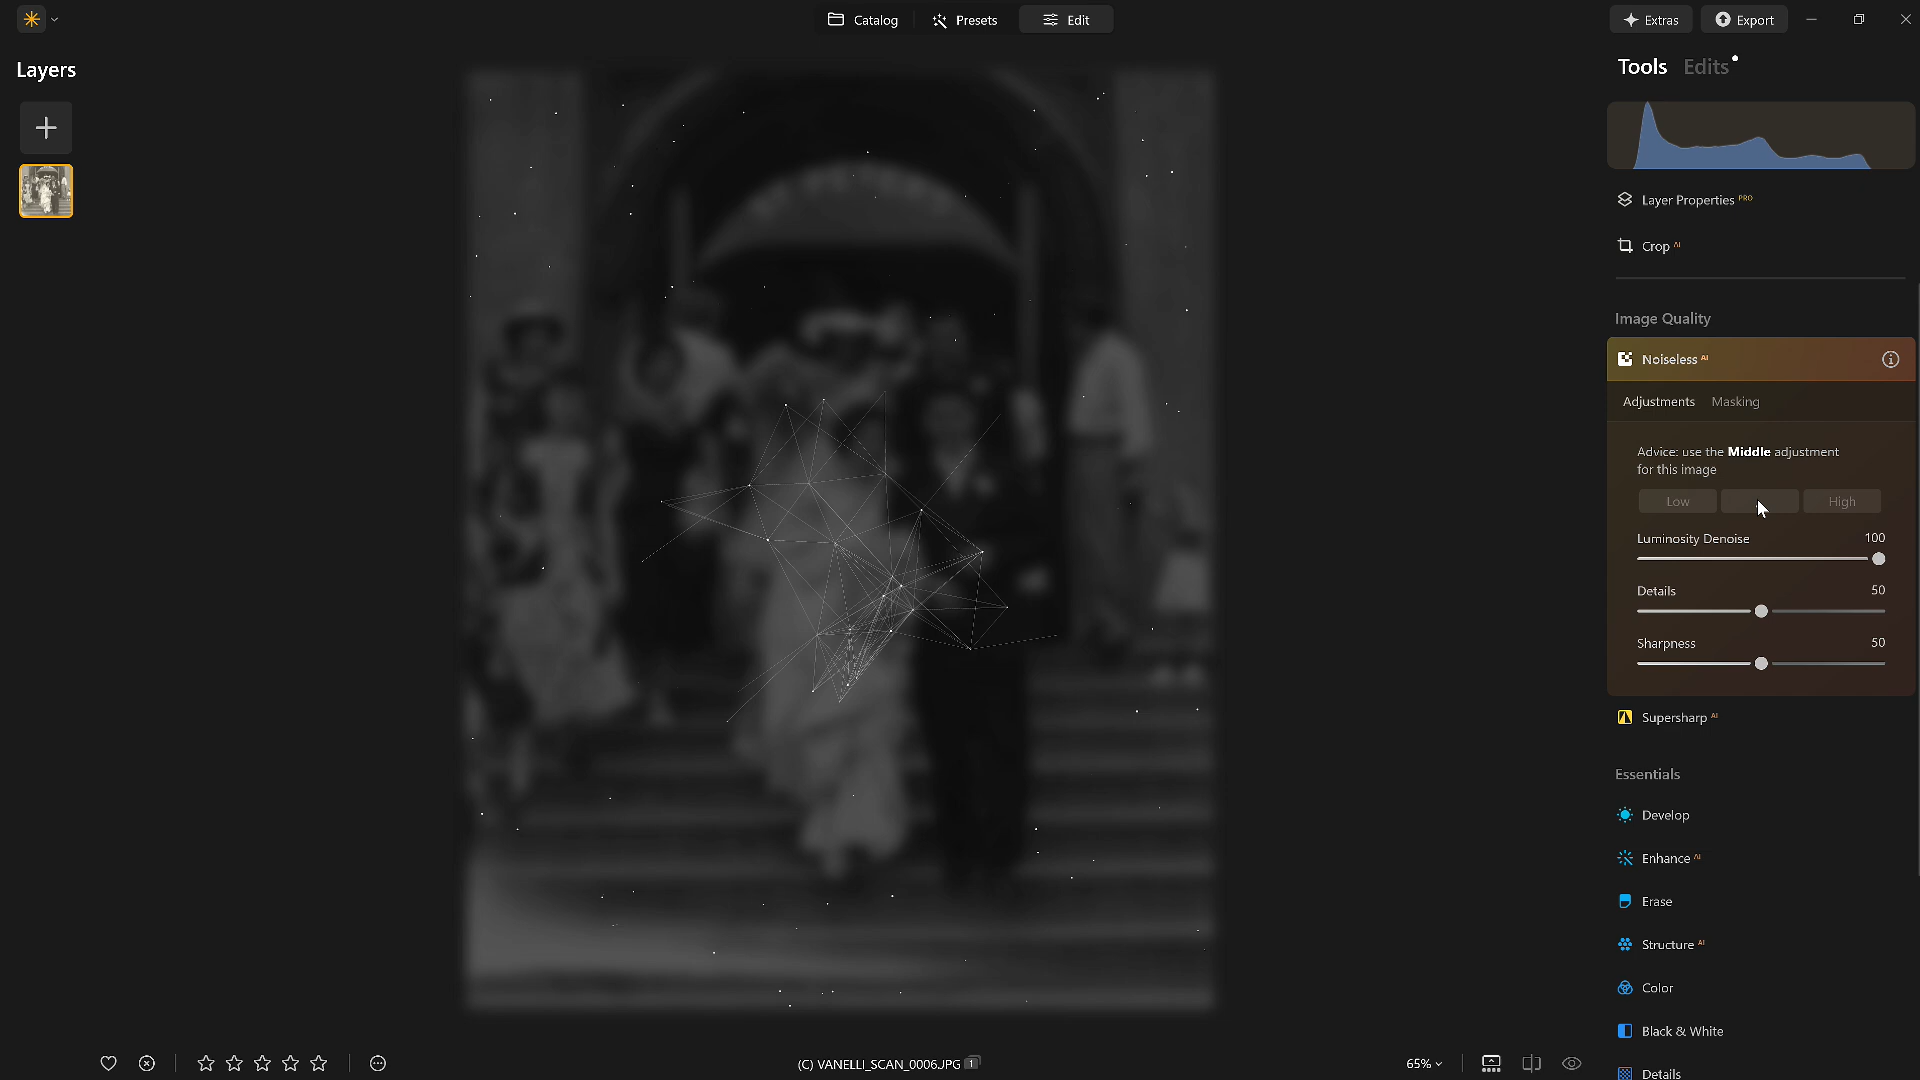 Catalog
Presets
Edit
Extras
Export
Layers
Tools Edits
Layer Properties PRO
Crop AI
Image Quality
Noiseless AI
Adjustments Masking
Advice: use the Middle adjustment
for this image
Low
High
Luminosity Denoise 100
Details 50
Sharpness 50
Supersharp AI
Essentials
Develop
Enhance AI
Erase
Structure AI
Color
Black & White
Details
(C) VANELLI_SCAN_0006.JPG 1
65%